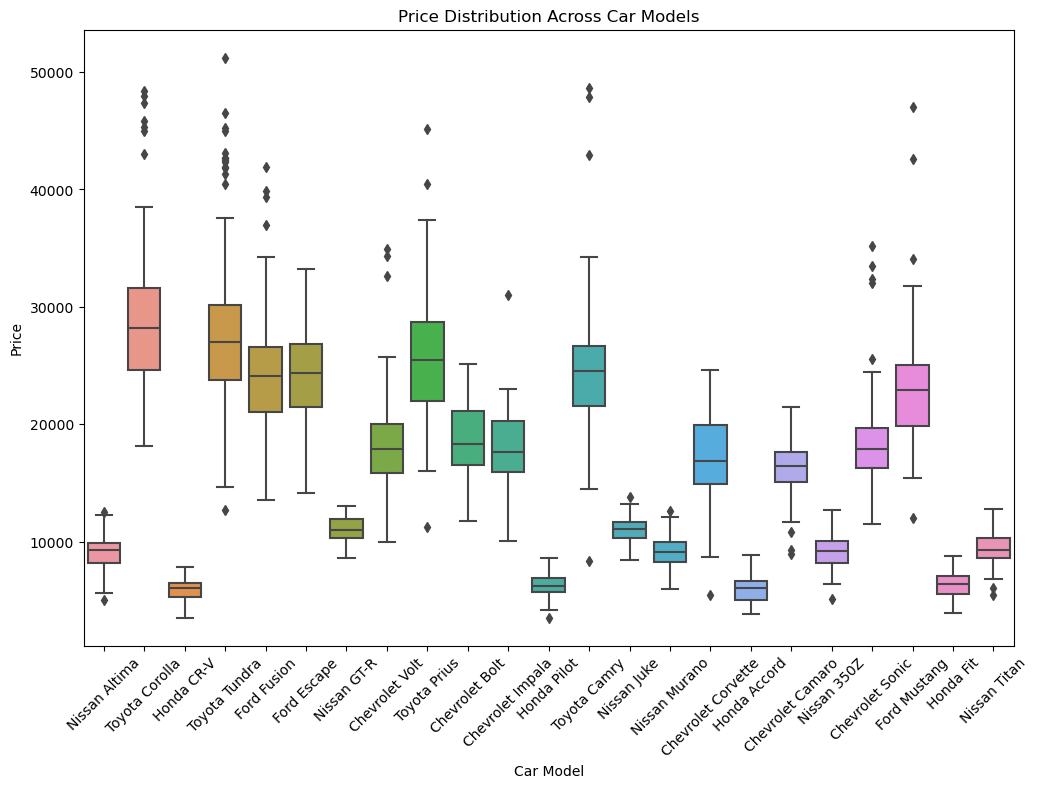 Price Distribution Across Car Models
Price
50000
40000
30000
20000
10000
Nissan Altima
Toyota Corolla
Honda CR-V
Toyota Tundra
Ford Fusion
Ford Escape
Nissan GT-R
Chevrolet Volt
Toyota Prius
Chevrolet Bolt
Chevrolet Impala
Honda Pilot
Toyota Camry
Nissan Juke
Nissan Murano
Chevrolet Corvette
Honda Accord
Chevrolet Camaro
Nissan 350Z
Chevrolet Sonic
Ford Mustang
Honda Fit
Nissan Titan
Car Model